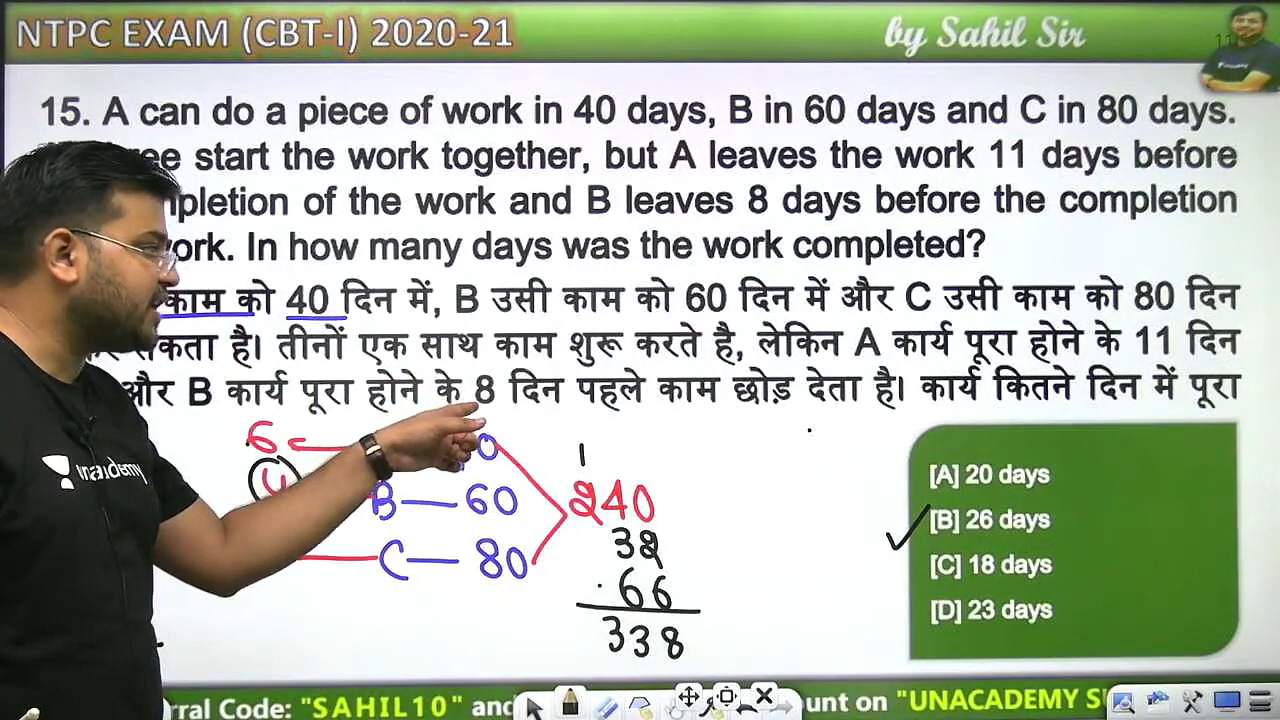 NTPC EXAM (CBT-I) 2020-21
by Sahil Sir
15. A can do a piece of work in 40 days, B in 60 days and C in 80 days.
start the work together, but A leaves the work 11 days before
of the work and B leaves 8 days before the completion
In how many days was the work completed?
काम को 40 दिन में, B उसी काम को 60 दिन में और C उसी काम को 80 दिन
सकता है। तीनों एक साथ काम शुरू करते है, लेकिन A कार्य पूरा होने के 11 दिन
और B कार्य पूरा होने के 8 दिन पहले काम छोड़ देता है। कार्य कितने दिन में पूरा
6
4
B — 60
C — 80
1
240
32
66
338
[A] 20 days
[B] 26 days
[C] 18 days
[D] 23 days
unacademy
Code: "SAHIL10" and
on "UNACADEMY